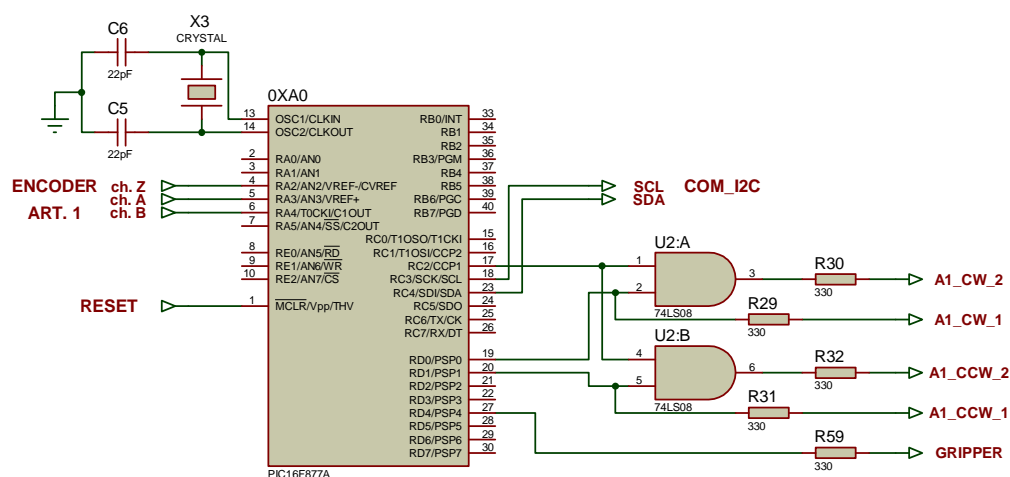 C6
22pF
X3
CRYSTAL
C5
22pF
0XA0
13 OSC1/CLKIN
14 OSC2/CLKOUT
2 RA0/AN0
3 RA1/AN1
4 RA2/AN2/VREF-/CVREF
5 RA3/AN3/VREF+
6 RA4/T0CKI/C1OUT
7 RA5/AN4/SS/C2OUT
8 RE0/AN5/RD
9 RE1/AN6/WR
10 RE2/AN7/CS
1 MCLR/Vpp/THV
RB0/INT 33
RB1 34
RB2 35
RB3/PGM 36
RB4 37
RB5 38
RB6/PGC 39
RB7/PGD 40
RC0/T1OSO/T1CKI 15
RC1/T1OSI/CCP2 16
RC2/CCP1 17
RC3/SCK/SCL 18
RC4/SDI/SDA 23
RC5/SDO 24
RC6/TX/CK 25
RC7/RX/DT 26
RD0/PSP0 19
RD1/PSP1 20
RD2/PSP2 21
RD3/PSP3 22
RD4/PSP4 27
RD5/PSP5 28
RD6/PSP6 29
RD7/PSP7 30
PIC16F877A
ENCODER ch. Z
ch. A
ART. 1 ch. B
RESET
SCL COM_I2C
SDA
U2:A
1
2
3
74LS08
R30
330
A1_CW_2
R29
330
A1_CW_1
U2:B
4
5
6
74LS08
R32
330
A1_CCW_2
R31
330
A1_CCW_1
R59
330
GRIPPER